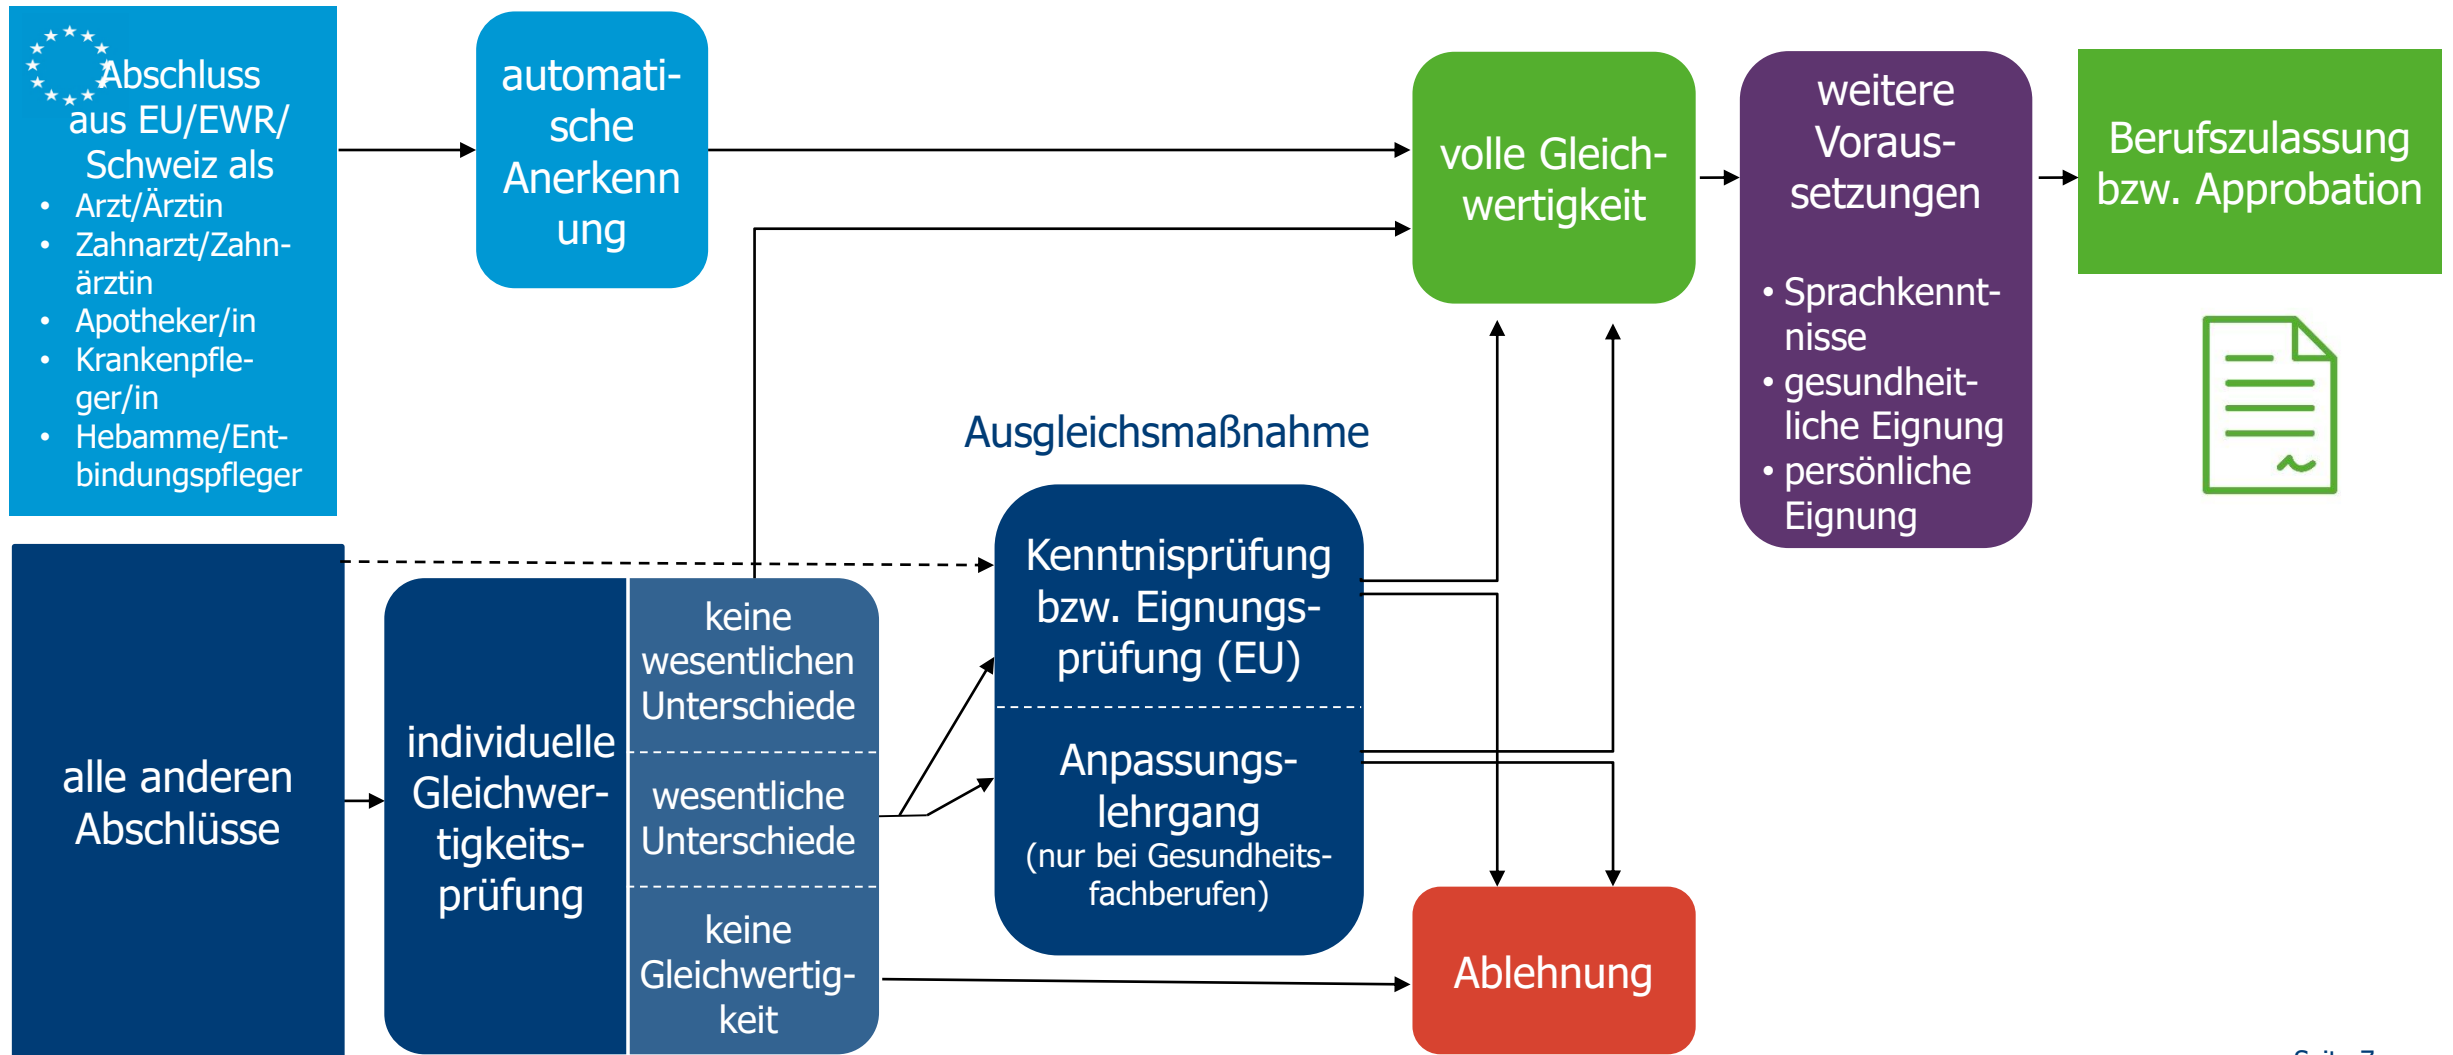 Abschluss
aus EU/EWR/
Schweiz als
• Arzt/Ärztin
• Zahnarzt/Zahn-
ärztin
• Apotheker/in
• Krankenpfle-
ger/in
• Hebamme/Ent-
bindungspfleger
automati-
sche
Anerkenn
ung
volle Gleich-
wertigkeit
weitere
Voraus-
setzungen
• Sprachkennt-
nisse
• gesundheit-
liche Eignung
• persönliche
Eignung
Berufszulassung
bzw. Approbation
Ausgleichsmaßnahme
alle anderen
Abschlüsse
individuelle
Gleichwer-
tigkeits-
prüfung
keine
wesentlichen
Unterschiede
wesentliche
Unterschiede
keine
Gleichwertig-
keit
Kenntnisprüfung
bzw. Eignungs-
prüfung (EU)
Anpassungs-
lehrgang
(nur bei Gesundheits-
fachberufen)
Ablehnung